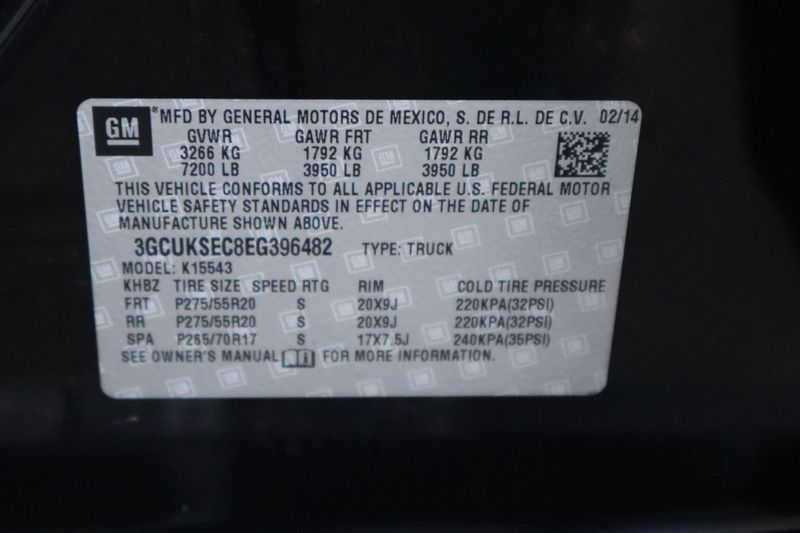 GM
*MFD BY GENERAL MOTORS DE MEXICO, S. DE R.L. DE C.V. 02/14
GVWR GAWR FRT GAWR RR
3266 KG 1792 KG 1792 KG
7200 LB 3950 LB 3950 LB
THIS VEHICLE CONFORMS TO ALL APPLICABLE U.S. FEDERAL MOTOR
VEHICLE SAFETY STANDARDS IN EFFECT ON THE DATE OF
MANUFACTURE SHOWN ABOVE.
3GCUKSEC8EG396482 TYPE: TRUCK
MODEL: K15543
KHBZ TIRE SIZE SPEED RTG RIM COLD TIRE PRESSURE
FRT P275/55R20 S 20X9J 220KPA(32PSI)
RR P275/55R20 S 20X9J 220KPA(32PSI)
SPA P265/70R17 S 17X7.5J 240KPA(35PSI)
SEE OWNER'S MANUAL FOR MORE INFORMATION.